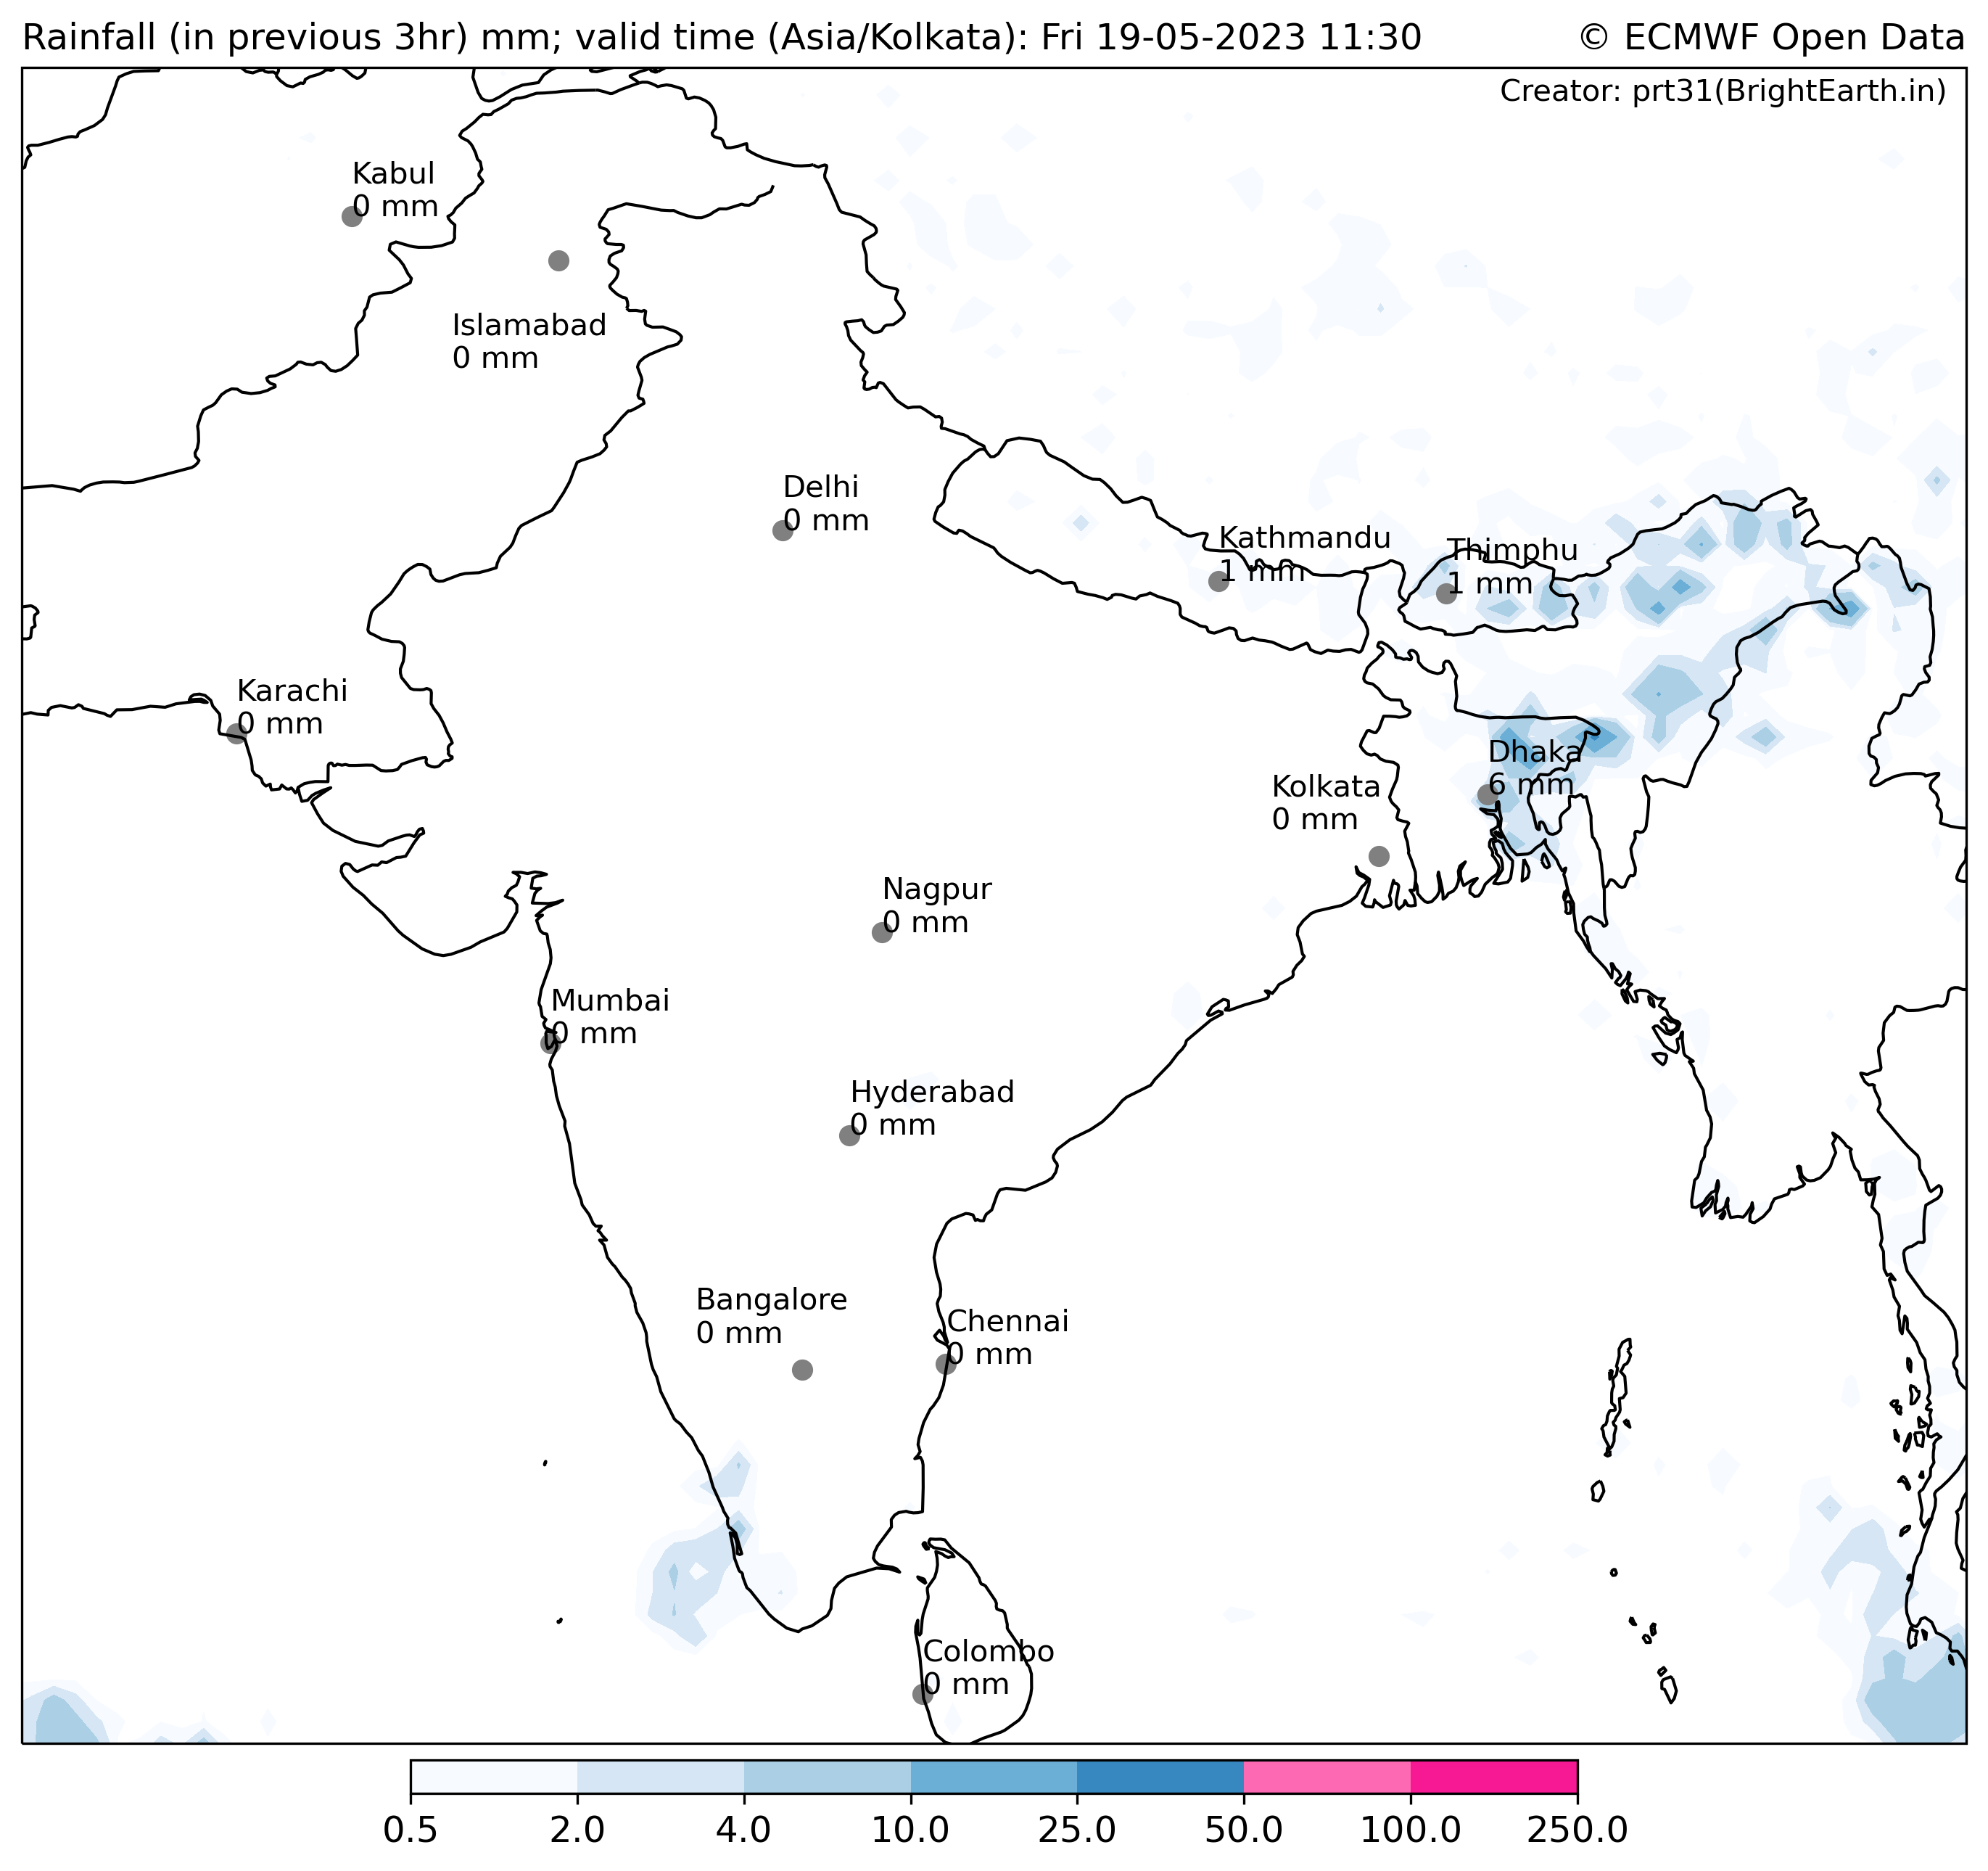 Rainfall (in previous 3hr) mm; valid time (Asia/Kolkata): Fri 19-05-2023 11:30
© ECMWF Open Data
Creator: prt31(BrightEarth.in)
Kabul
0 mm
Islamabad
0 mm
Delhi
0 mm
Kathmandu
1 mm
Thimphu
1 mm
Karachi
0 mm
Dhaka
6 mm
Kolkata
0 mm
Nagpur
0 mm
Mumbai
0 mm
Hyderabad
0 mm
Bangalore
0 mm
Chennai
0 mm
Colombo
0 mm
0.5 2.0 4.0 10.0 25.0 50.0 100.0 250.0